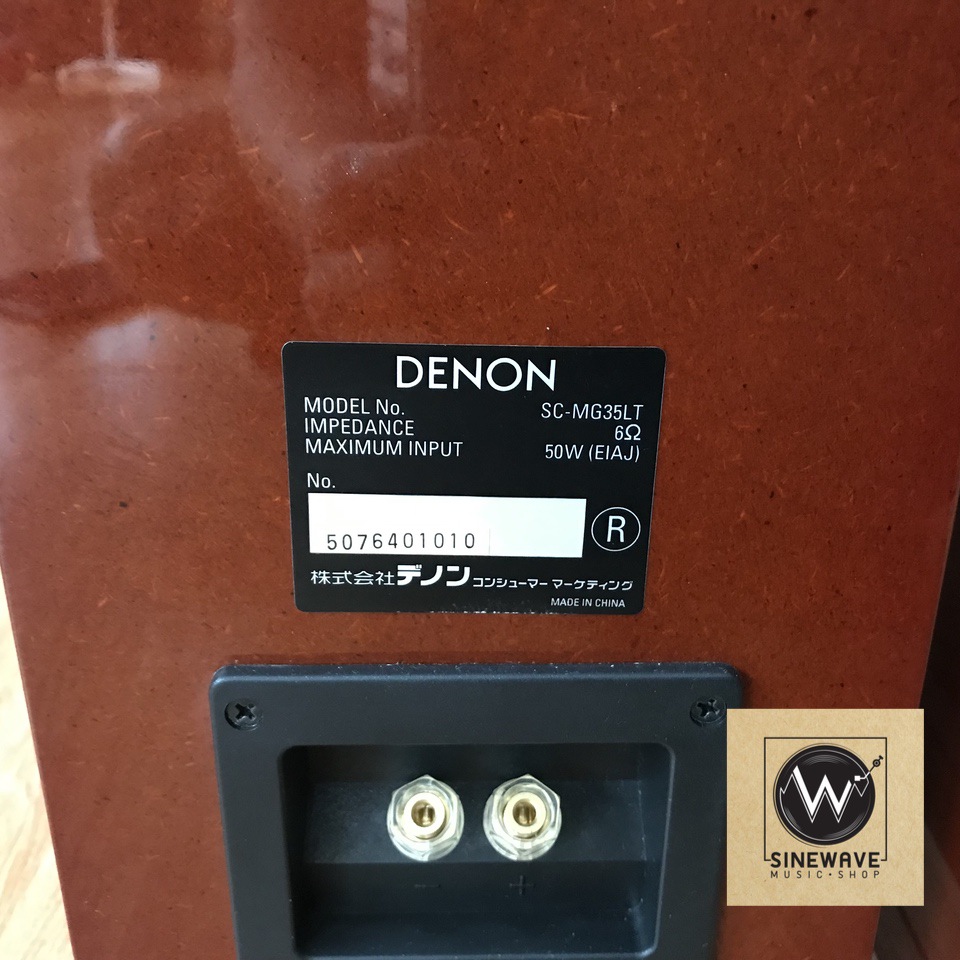 DENON
MODEL No. SC-MG35LT
IMPEDANCE 6Ω
MAXIMUM INPUT 50W (EIAJ)
No.
5076401010
R
株式会社デノン コンシューマー マーケティング
MADE IN CHINA
− +
W
SINEWAVE
MUSIC•SHOP